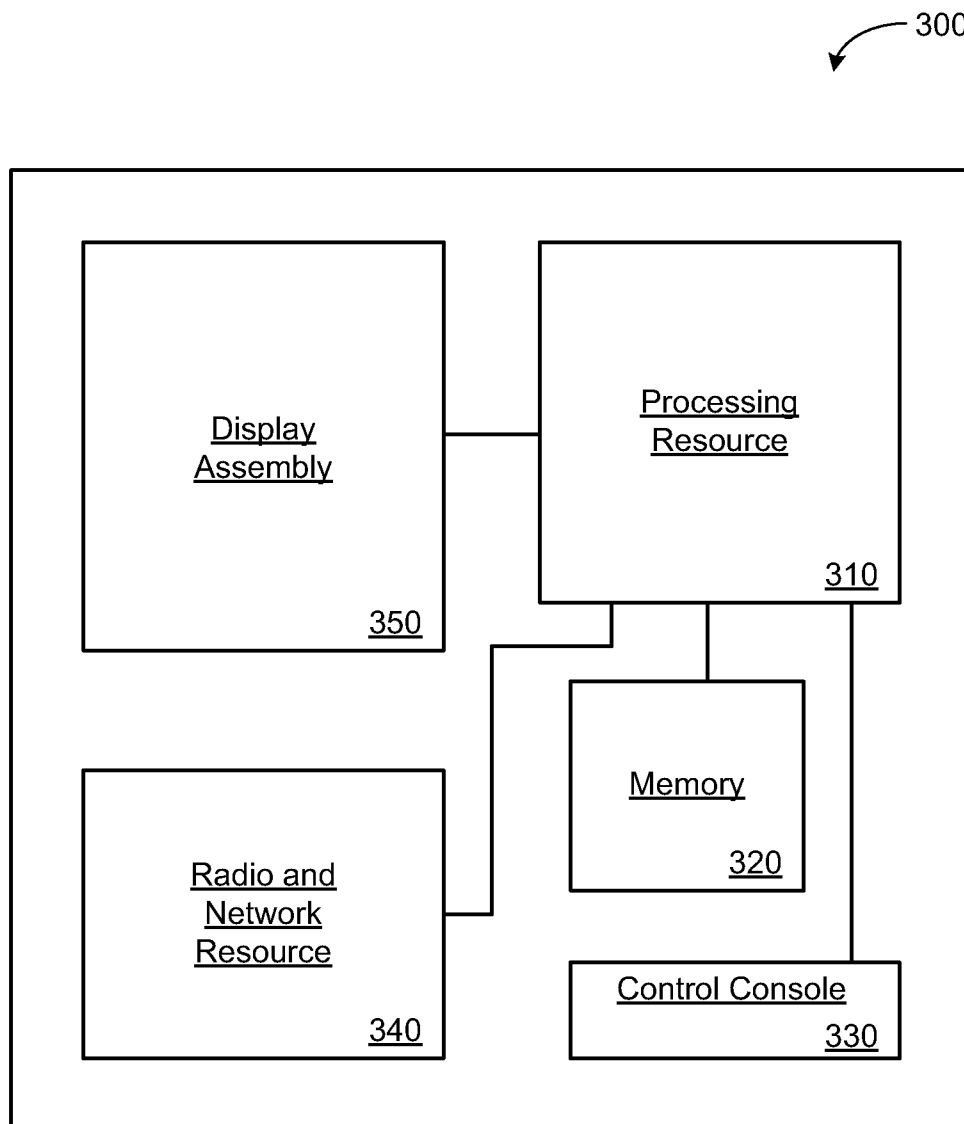 300
Display
Assembly
350
Processing
Resource
310
Memory
320
Radio and
Network
Resource
340
Control Console
330